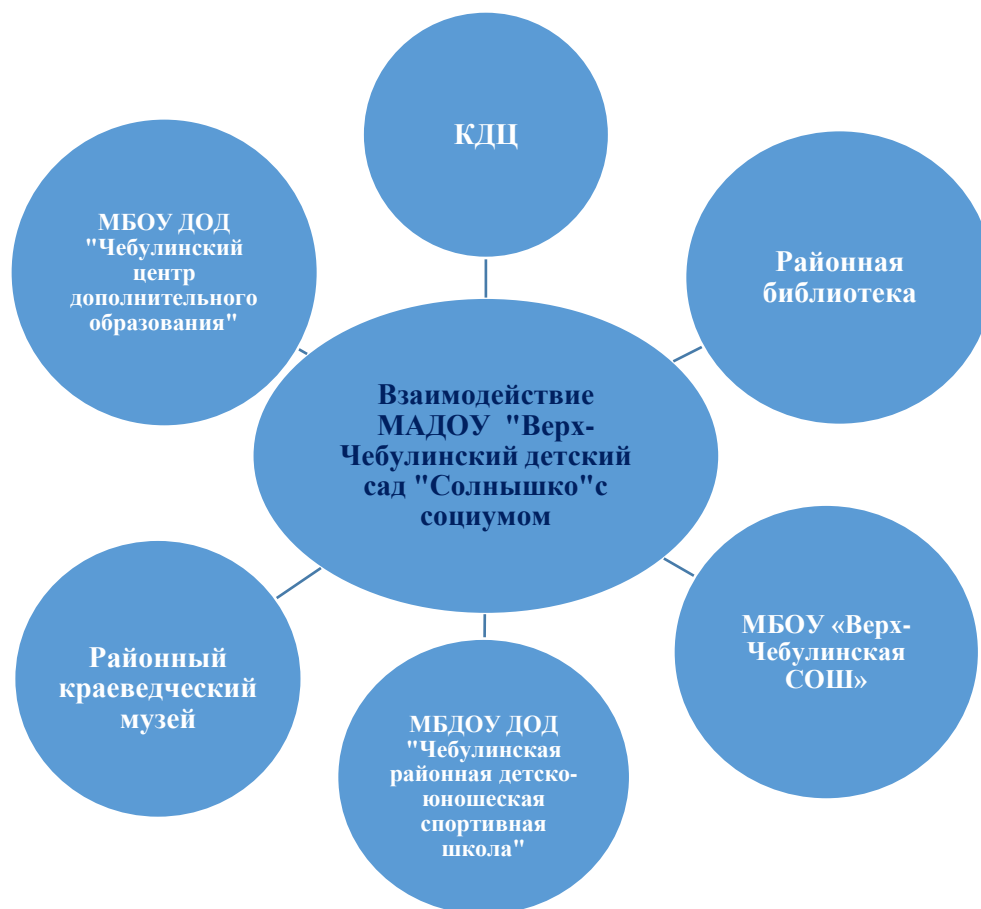 КДЦ
МБОУ ДОД
"Чебулинский
центр
дополнительного
образования"
Районная
библиотека
Взаимодействие
МАДОУ "Верх-
Чебулинский детский
сад "Солнышко"с
социумом
Районный
краеведческий
музей
МБДОУ ДОД
"Чебулинская
районная детско-
юношеская
спортивная
школа"
МБОУ «Верх-
Чебулинская
СОШ»